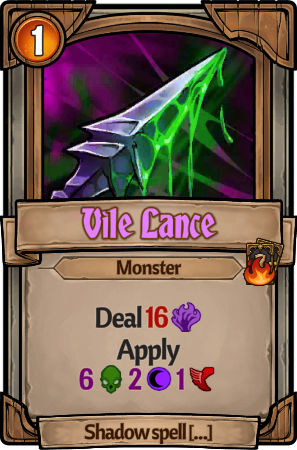 1
Vile Lance
Monster
Deal 16
Apply
6 2 1
Shadow spell [...]